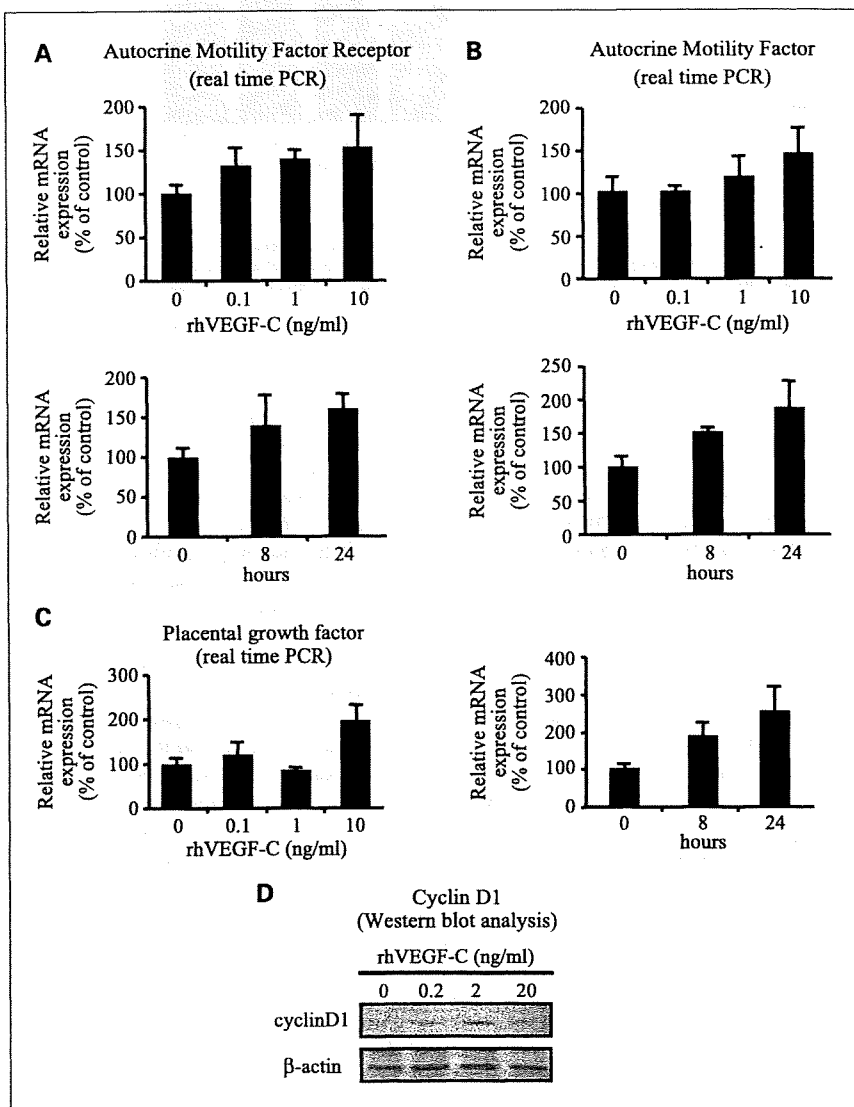 A
Autocrine Motility Factor Receptor
(real time PCR)
Relative mRNA
expression
(% of control)
200
150
100
50
0
0 0.1 1 10
rhVEGF-C (ng/ml)
Relative mRNA
expression
(% of control)
200
150
100
50
0
0 8 24
hours
B
Autocrine Motility Factor
(real time PCR)
Relative mRNA
expression
(% of control)
200
150
100
50
0
0 0.1 1 10
rhVEGF-C (ng/ml)
Relative mRNA
expression
(% of control)
250
200
150
100
50
0
0 8 24
hours
C
Placental growth factor
(real time PCR)
Relative mRNA
expression
(% of control)
300
200
100
0
0 0.1 1 10
rhVEGF-C (ng/ml)
Relative mRNA
expression
(% of control)
400
300
200
100
0
0 8 24
hours
D
Cyclin D1
(Western blot analysis)
rhVEGF-C (ng/ml)
0 0.2 2 20
cyclinD1
β-actin